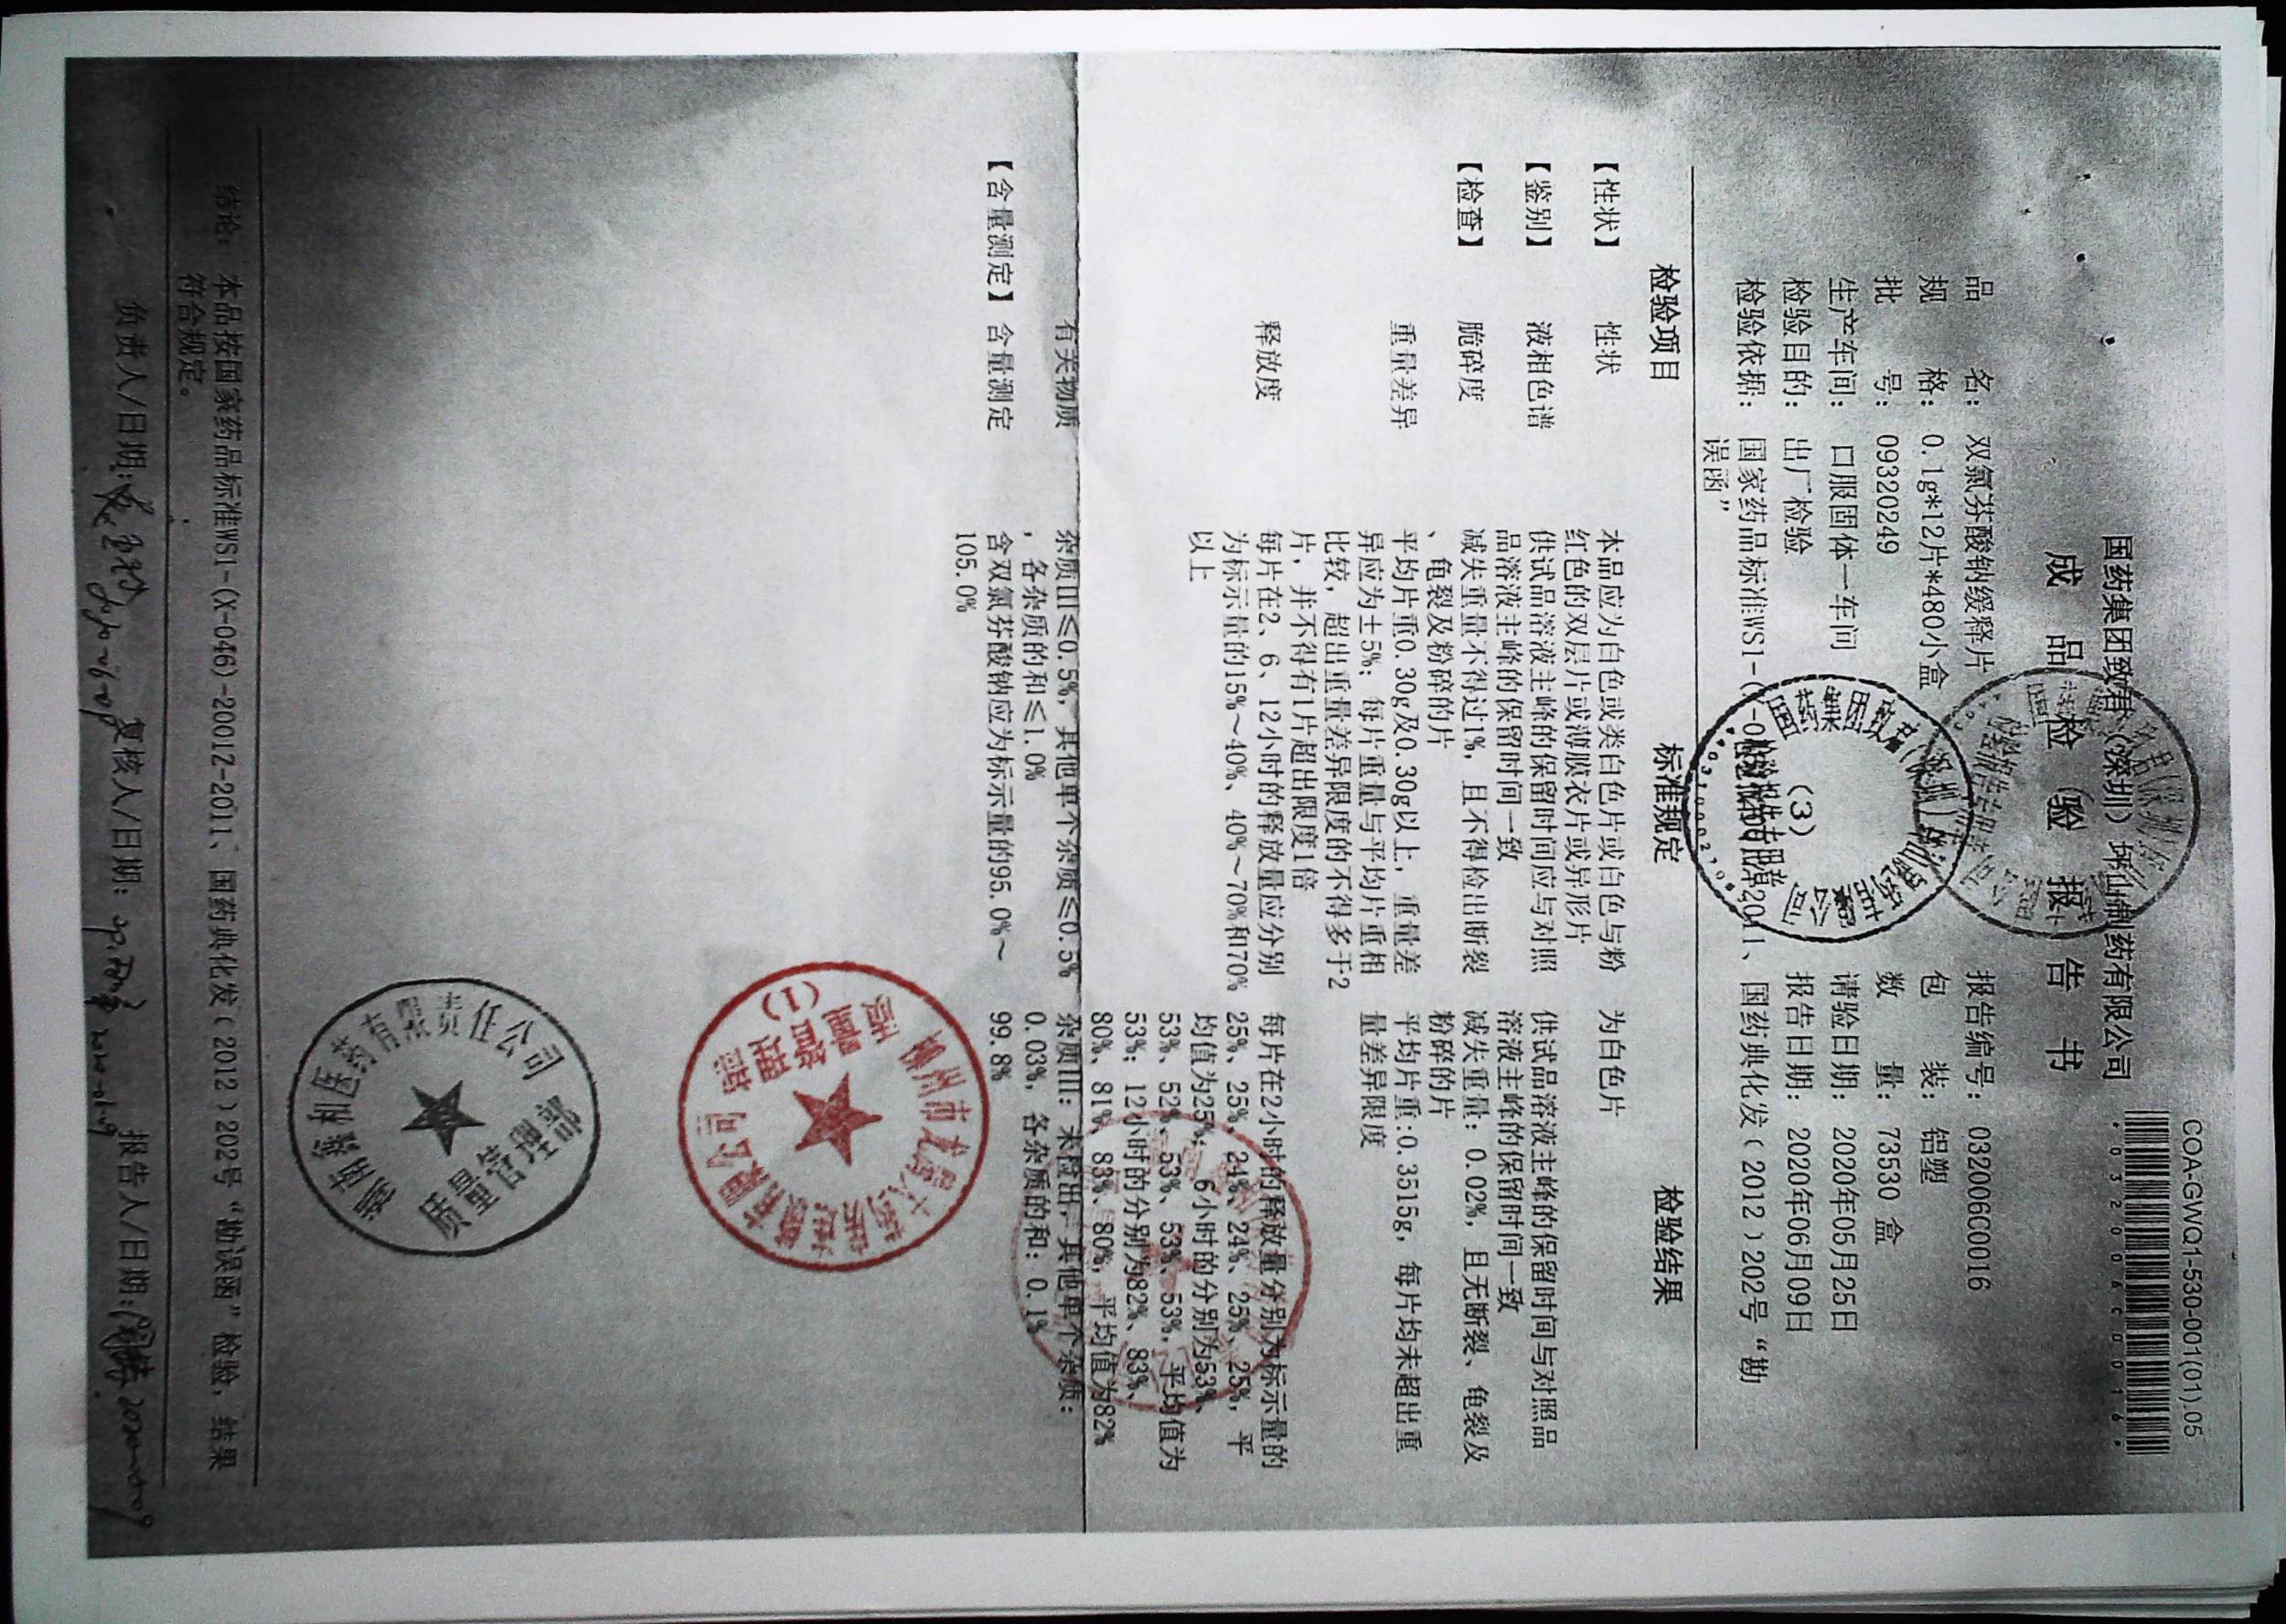 COA-GWQ1-530-001(01).05
*032006C0016*
国药集团致君(深圳)坪山制药有限公司
成品检验报告书
品名: 双氯芬酸钠缓释片 报告编号: 032006C0016
规格: 0.1g*12片*480小盒 包装: 铝塑
批号: 09320249 数量: 73530 盒
生产车间: 口服固体一车间 请验日期: 2020年05月25日
检验目的: 出厂检验 报告日期: 2020年06月09日
检验依据: 国家药品标准WS1-(X-046)-20012-2011、国药典化发(2012)202号“勘
误函”
检验项目 标准规定 检验结果
【性状】 性状 本品应为白色或类白色片或白色与粉 为白色片
红色的双层片或薄膜衣片或异形片
【鉴别】 液相色谱 供试品溶液主峰的保留时间应与对照 供试品溶液主峰的保留时间与对照品
品溶液主峰的保留时间一致 溶液主峰的保留时间一致
【检查】 脆碎度 减失重量不得过1%, 且不得检出断裂 减失重量: 0.02%, 且无断裂、龟裂及
、龟裂及粉碎的片 粉碎的片
重量差异 平均片重0.30g及0.30g以上, 重量差 平均片重:0.3515g, 每片均未超出重
异应为±5%; 每片重量与平均片重相 量差异限度
比较, 超出重量差异限度的不得多于2
片, 并不得有1片超出限度1倍
释放度 每片在2、6、12小时的释放量应分别 每片在2小时的释放量分别为标示量的
为标示量的15%~40%、40%~70%和70% 25%、25%、24%、24%、25%、25%, 平
以上 均值为25%; 6小时的分别为53%、
53%、52%、53%、53%、53%, 平均值为
53%; 12小时的分别为82%、83%、
80%、81%、83%、80%, 平均值为82%
有关物质 杂质III≤0.5%, 其他单个杂质≤0.5% 杂质III: 未检出, 其他单个杂质:
, 各杂质的和≤1.0% 0.03%, 各杂质的和: 0.1%
【含量测定】 含量测定 含双氯芬酸钠应为标示量的95.0%~ 99.8%
105.0%
结论: 本品按国家药品标准WS1-(X-046)-20012-2011、国药典化发(2012)202号“勘误函”检验, 结果
符合规定。
负责人/日期: 复核人/日期: 报告人/日期:
(3)
检验报告专用章
湖南鑫和医药有限责任公司
质量管理部
(1)